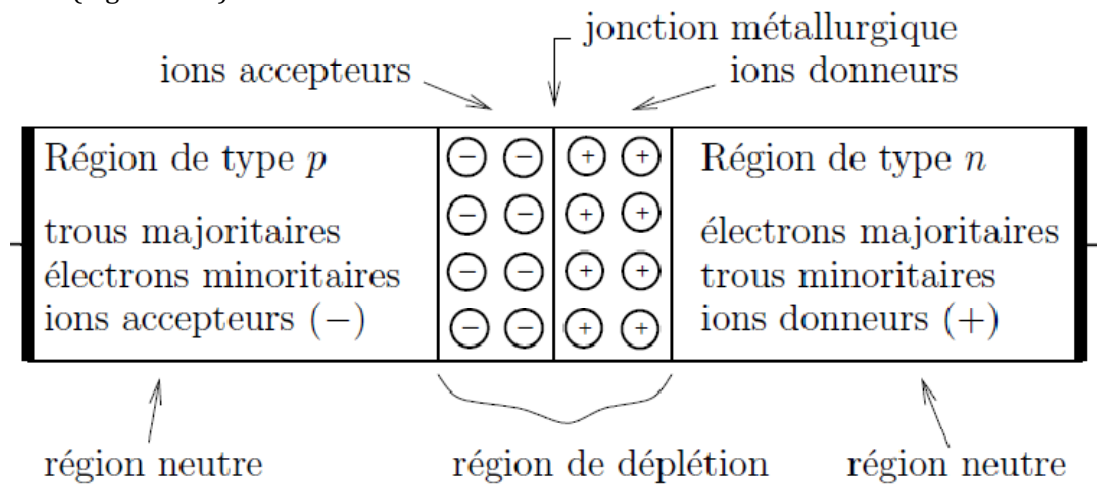 jonction métallurgique
ions accepteurs
ions donneurs
Région de type p
trous majoritaires
électrons minoritaires
ions accepteurs (−)
− − + +
− − + +
− − + +
− − + +
Région de type n
électrons majoritaires
trous minoritaires
ions donneurs (+)
région neutre
région de déplétion
région neutre